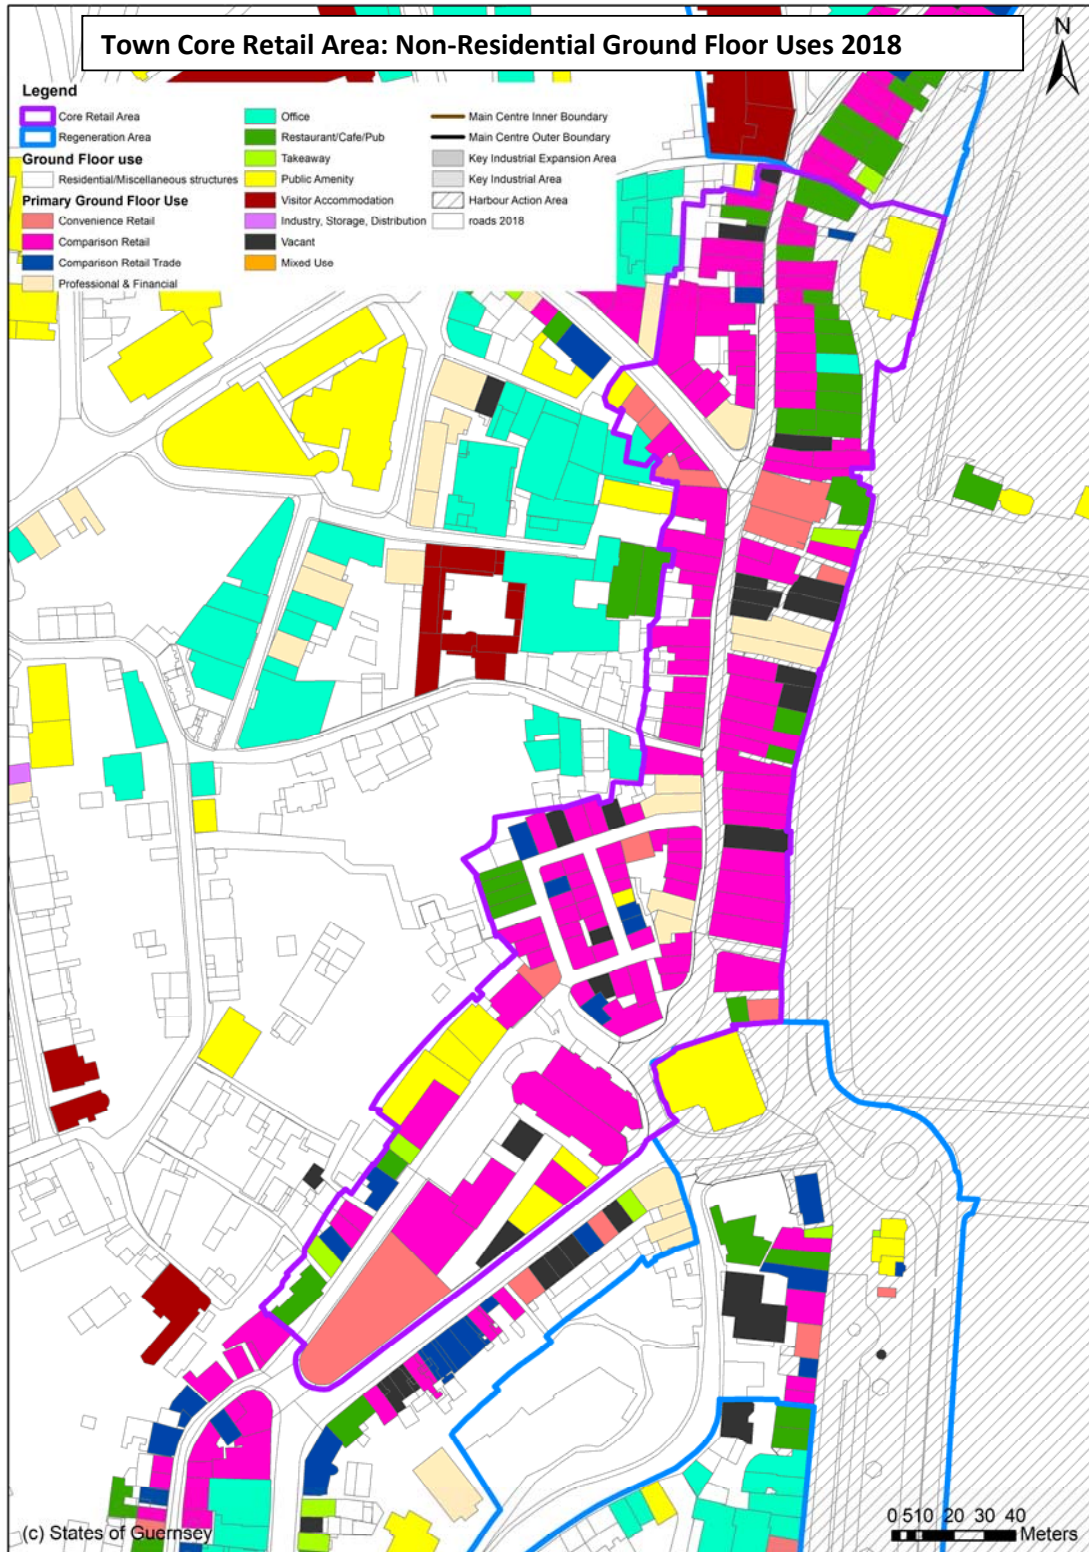 Town Core Retail Area: Non-Residential Ground Floor Uses 2018
N
Legend
Core Retail Area
Regeneration Area
Ground Floor use
Residential/Miscellaneous structures
Primary Ground Floor Use
Convenience Retail
Comparison Retail
Comparison Retail Trade
Professional & Financial
Office
Restaurant/Cafe/Pub
Takeaway
Public Amenity
Visitor Accommodation
Industry, Storage, Distribution
Vacant
Mixed Use
Main Centre Inner Boundary
Main Centre Outer Boundary
Key Industrial Expansion Area
Key Industrial Area
Harbour Action Area
roads 2018
(c) States of Guernsey
0 5 10 20 30 40
Meters